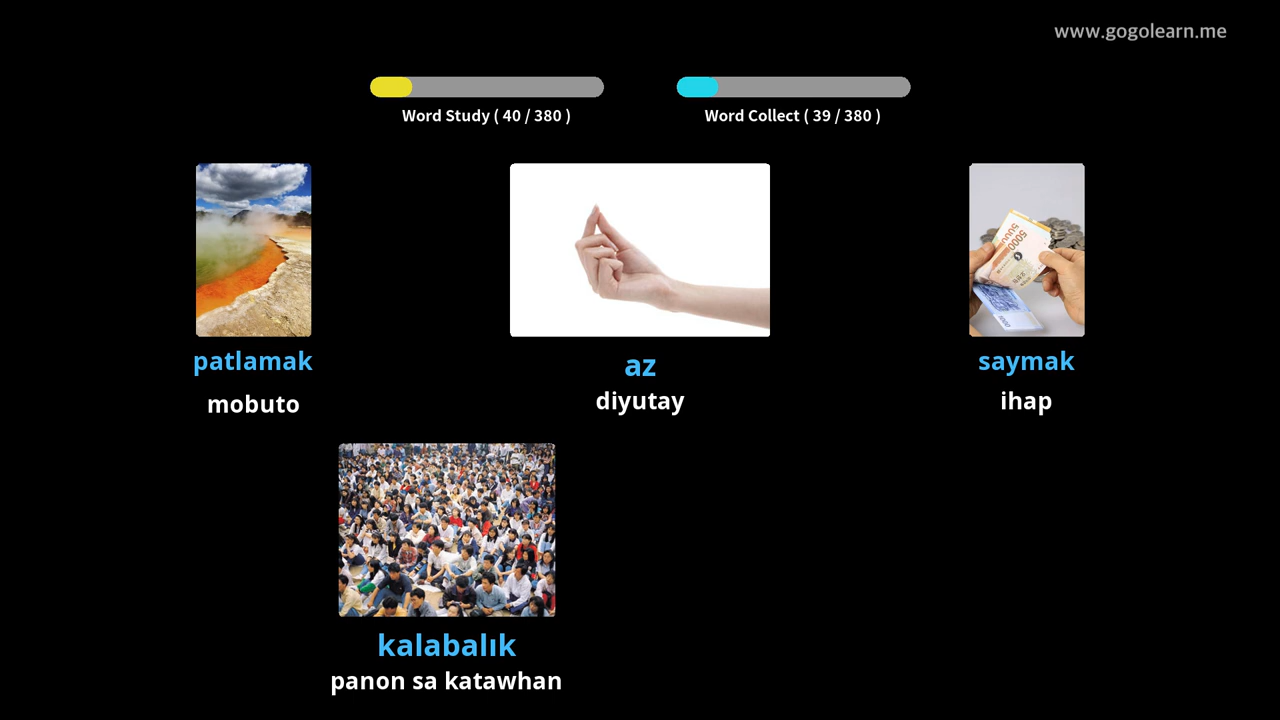 www.gogolearn.me
Word Study ( 40 / 380 )
Word Collect ( 39 / 380 )
patlamak
mobuto
az
diyutay
saymak
ihap
kalabalık
panon sa katawhan